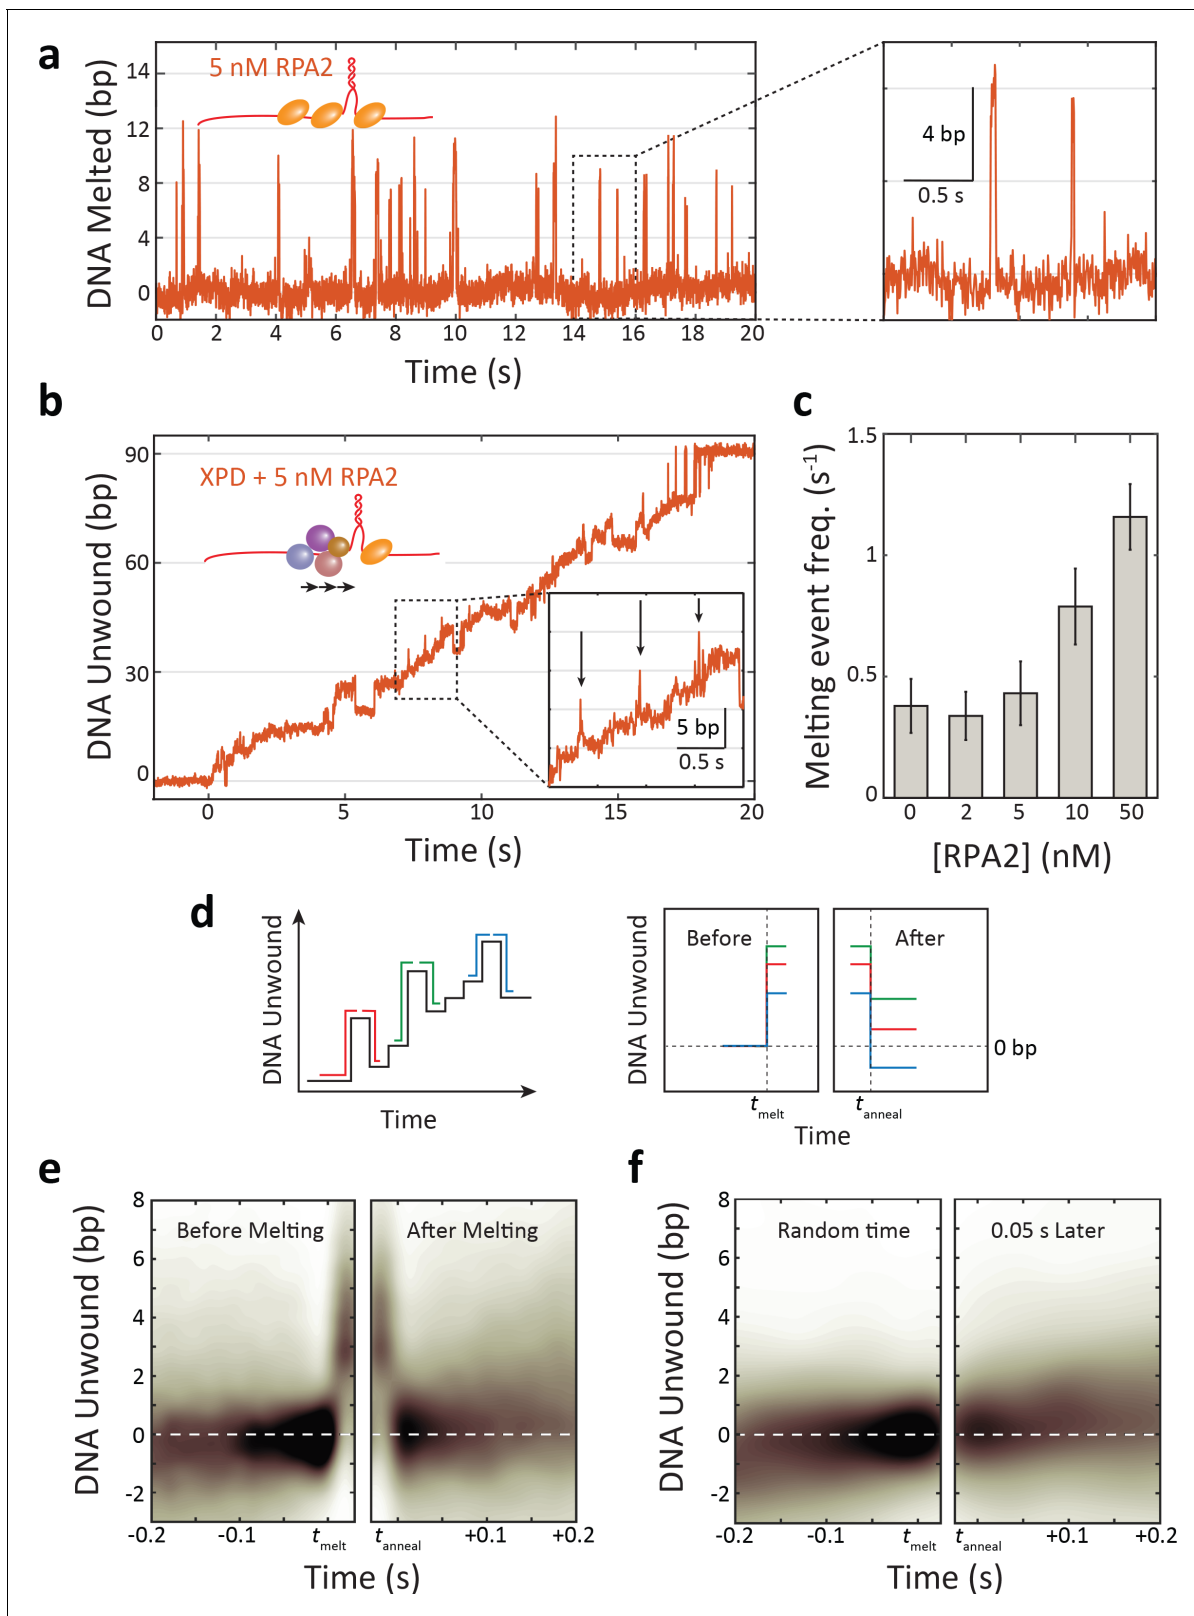 a
5 nM RPA2
DNA Melted (bp)
14
12
8
4
0
0 2 4 6 8 10 12 14 16 18 20
Time (s)
4 bp
0.5 s
b
XPD + 5 nM RPA2
DNA Unwound (bp)
90
60
30
0
0 5 10 15 20
Time (s)
5 bp
0.5 s
c
Melting event freq. (s-1)
1.5
1
0.5
0
0 2 5 10 50
[RPA2] (nM)
d
DNA Unwound
Time
DNA Unwound
Before
After
0 bp
tmelt
tanneal
Time
e
DNA Unwound (bp)
8
6
4
2
0
-2
Before Melting
After Melting
-0.2 -0.1 tmelt tanneal +0.1 +0.2
Time (s)
f
DNA Unwound (bp)
8
6
4
2
0
-2
Random time
0.05 s Later
-0.2 -0.1 tmelt tanneal +0.1 +0.2
Time (s)